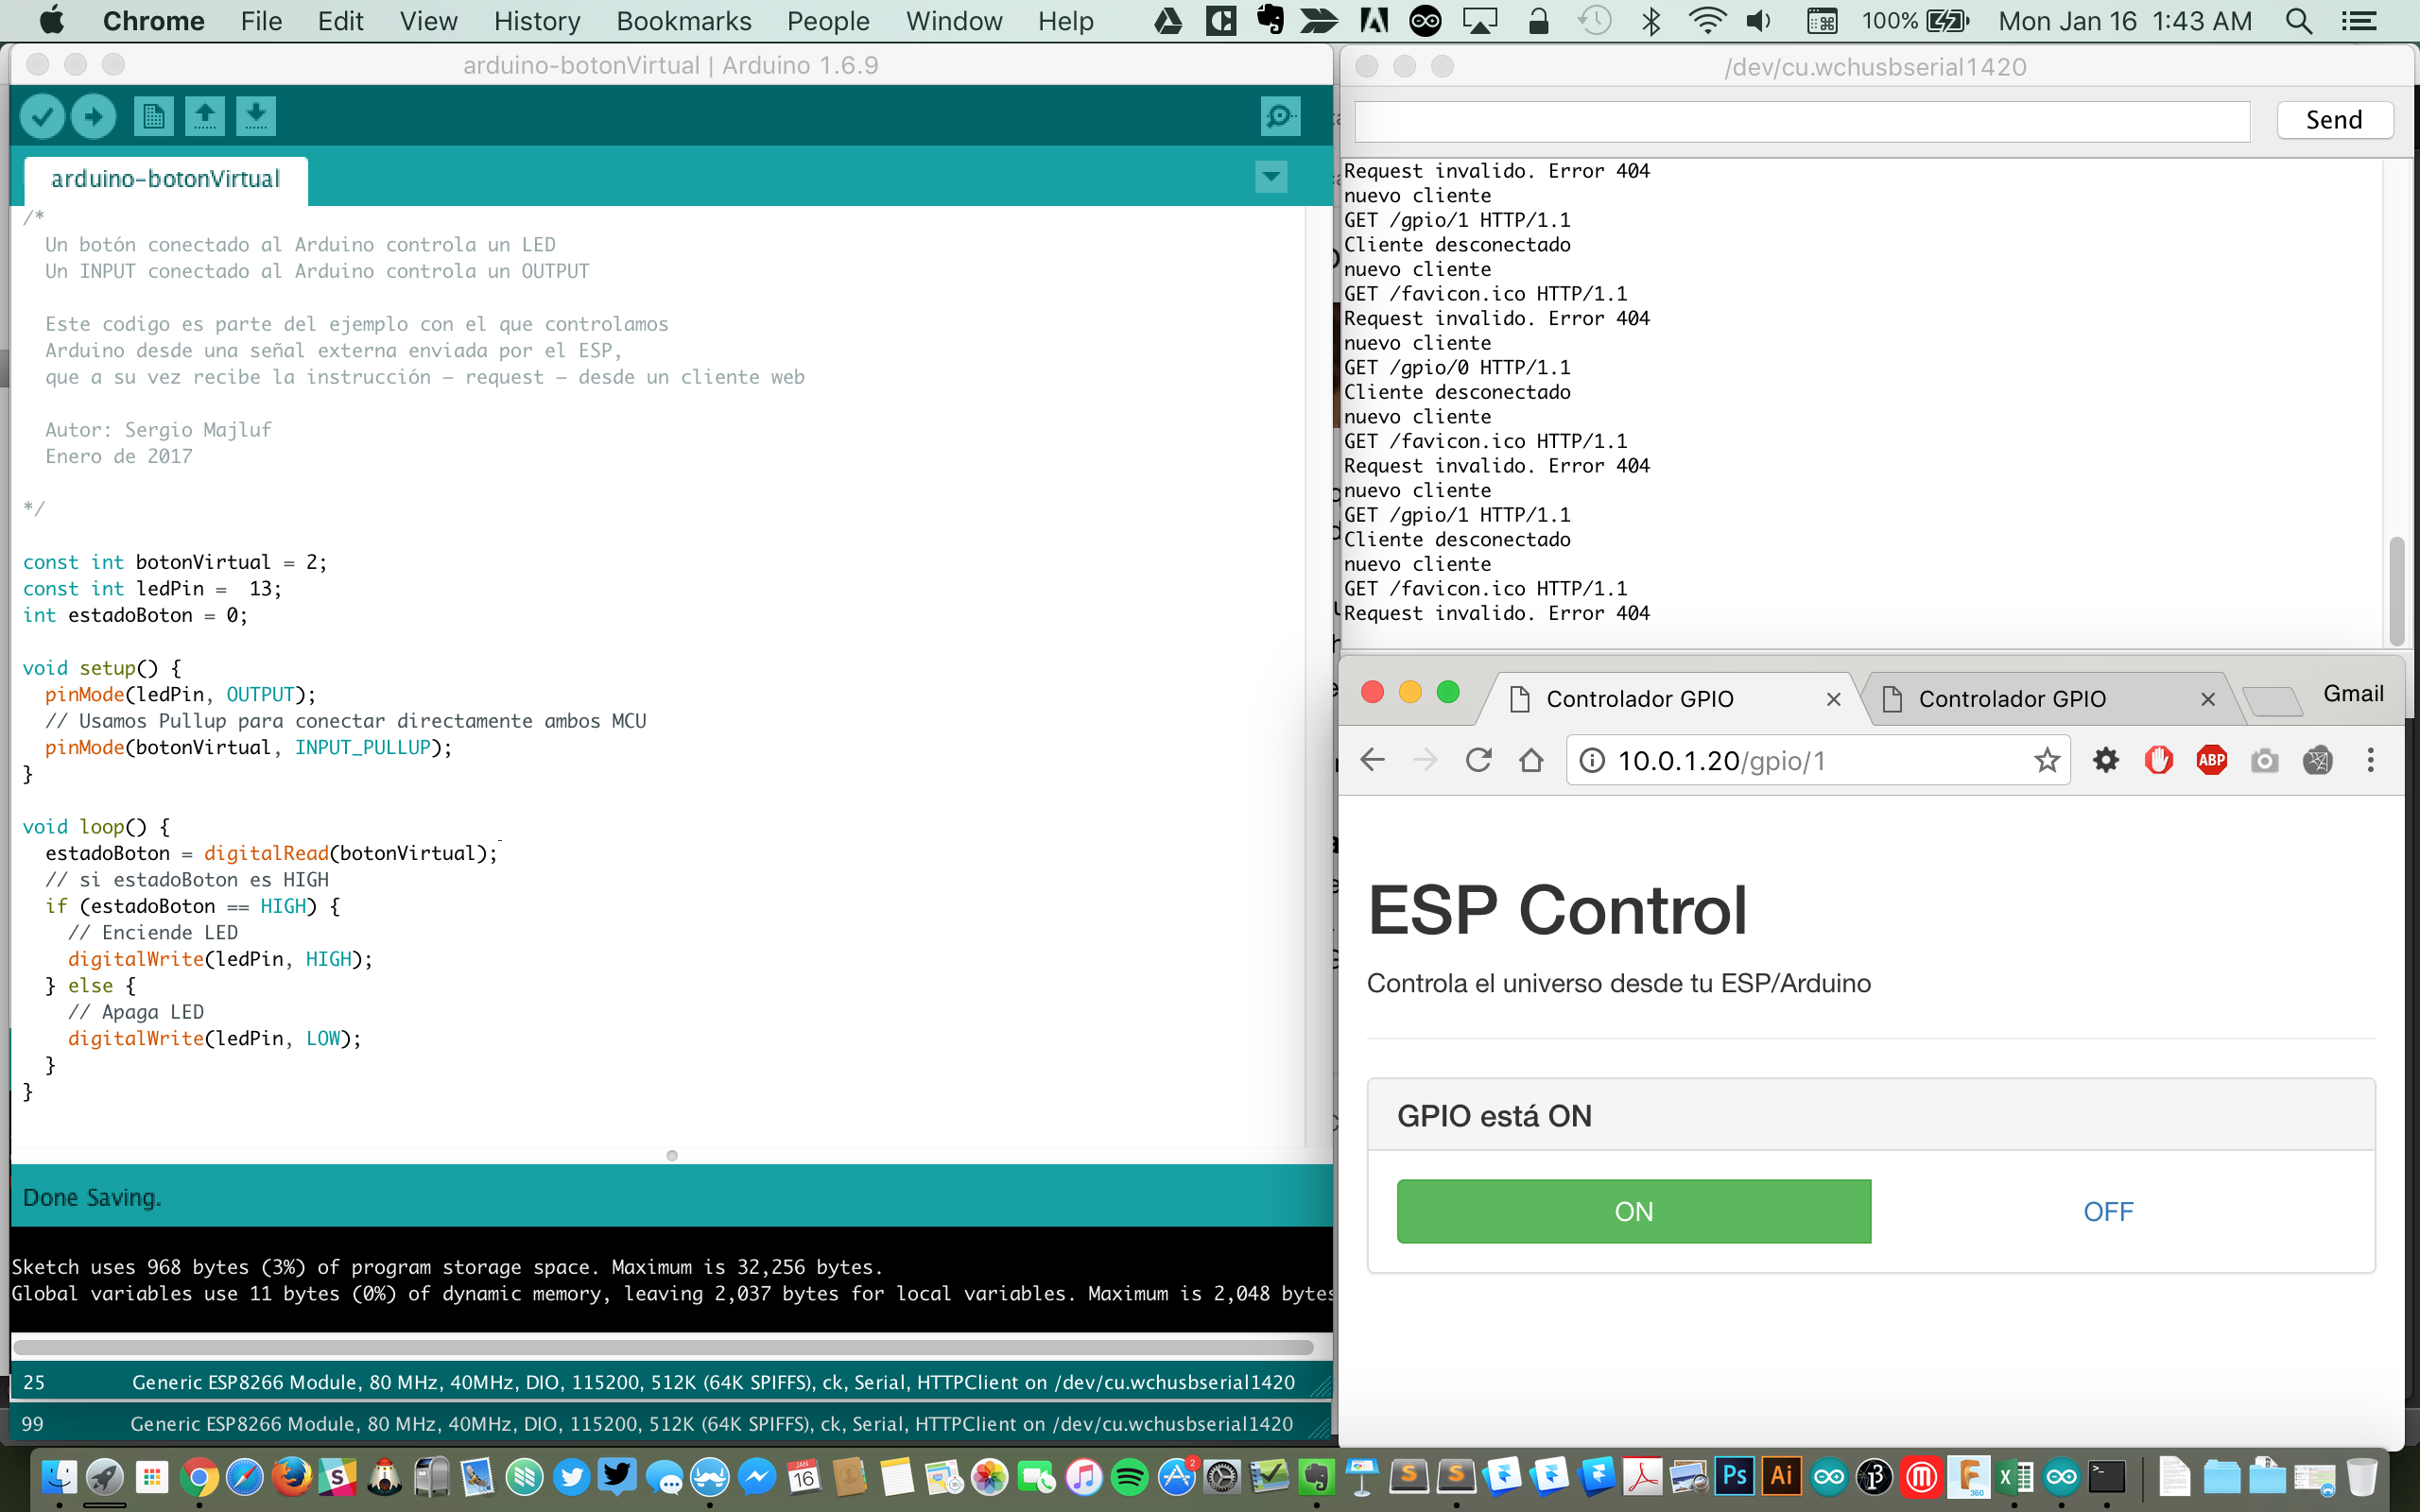 Chrome File Edit View History Bookmarks People Window Help 100% Mon Jan 16 1:43 AM
arduino-botonVirtual | Arduino 1.6.9
arduino-botonVirtual
/*
Un botón conectado al Arduino controla un LED
Un INPUT conectado al Arduino controla un OUTPUT
Este codigo es parte del ejemplo con el que controlamos
Arduino desde una señal externa enviada por el ESP,
que a su vez recibe la instrucción – request – desde un cliente web
Autor: Sergio Majluf
Enero de 2017
*/
const int botonVirtual = 2;
const int ledPin =  13;
int estadoBoton = 0;
void setup() {
pinMode(ledPin, OUTPUT);
// Usamos Pullup para conectar directamente ambos MCU
pinMode(botonVirtual, INPUT_PULLUP);
}
void loop() {
estadoBoton = digitalRead(botonVirtual);
// si estadoBoton es HIGH
if (estadoBoton == HIGH) {
// Enciende LED
digitalWrite(ledPin, HIGH);
} else {
// Apaga LED
digitalWrite(ledPin, LOW);
}
}
Done Saving.
Sketch uses 968 bytes (3%) of program storage space. Maximum is 32,256 bytes.
Global variables use 11 bytes (0%) of dynamic memory, leaving 2,037 bytes for local variables. Maximum is 2,048 bytes
25 Generic ESP8266 Module, 80 MHz, 40MHz, DIO, 115200, 512K (64K SPIFFS), ck, Serial, HTTPClient on /dev/cu.wchusbserial1420
99 Generic ESP8266 Module, 80 MHz, 40MHz, DIO, 115200, 512K (64K SPIFFS), ck, Serial, HTTPClient on /dev/cu.wchusbserial1420
/dev/cu.wchusbserial1420
Send
Request invalido. Error 404
nuevo cliente
GET /gpio/1 HTTP/1.1
Cliente desconectado
nuevo cliente
GET /favicon.ico HTTP/1.1
Request invalido. Error 404
nuevo cliente
GET /gpio/0 HTTP/1.1
Cliente desconectado
nuevo cliente
GET /favicon.ico HTTP/1.1
Request invalido. Error 404
nuevo cliente
GET /gpio/1 HTTP/1.1
Cliente desconectado
nuevo cliente
GET /favicon.ico HTTP/1.1
Request invalido. Error 404
Controlador GPIO Controlador GPIO Gmail
10.0.1.20/gpio/1 ABP
ESP Control
Controla el universo desde tu ESP/Arduino
GPIO está ON
ON OFF
JAN 16 2 Ps Ai 360